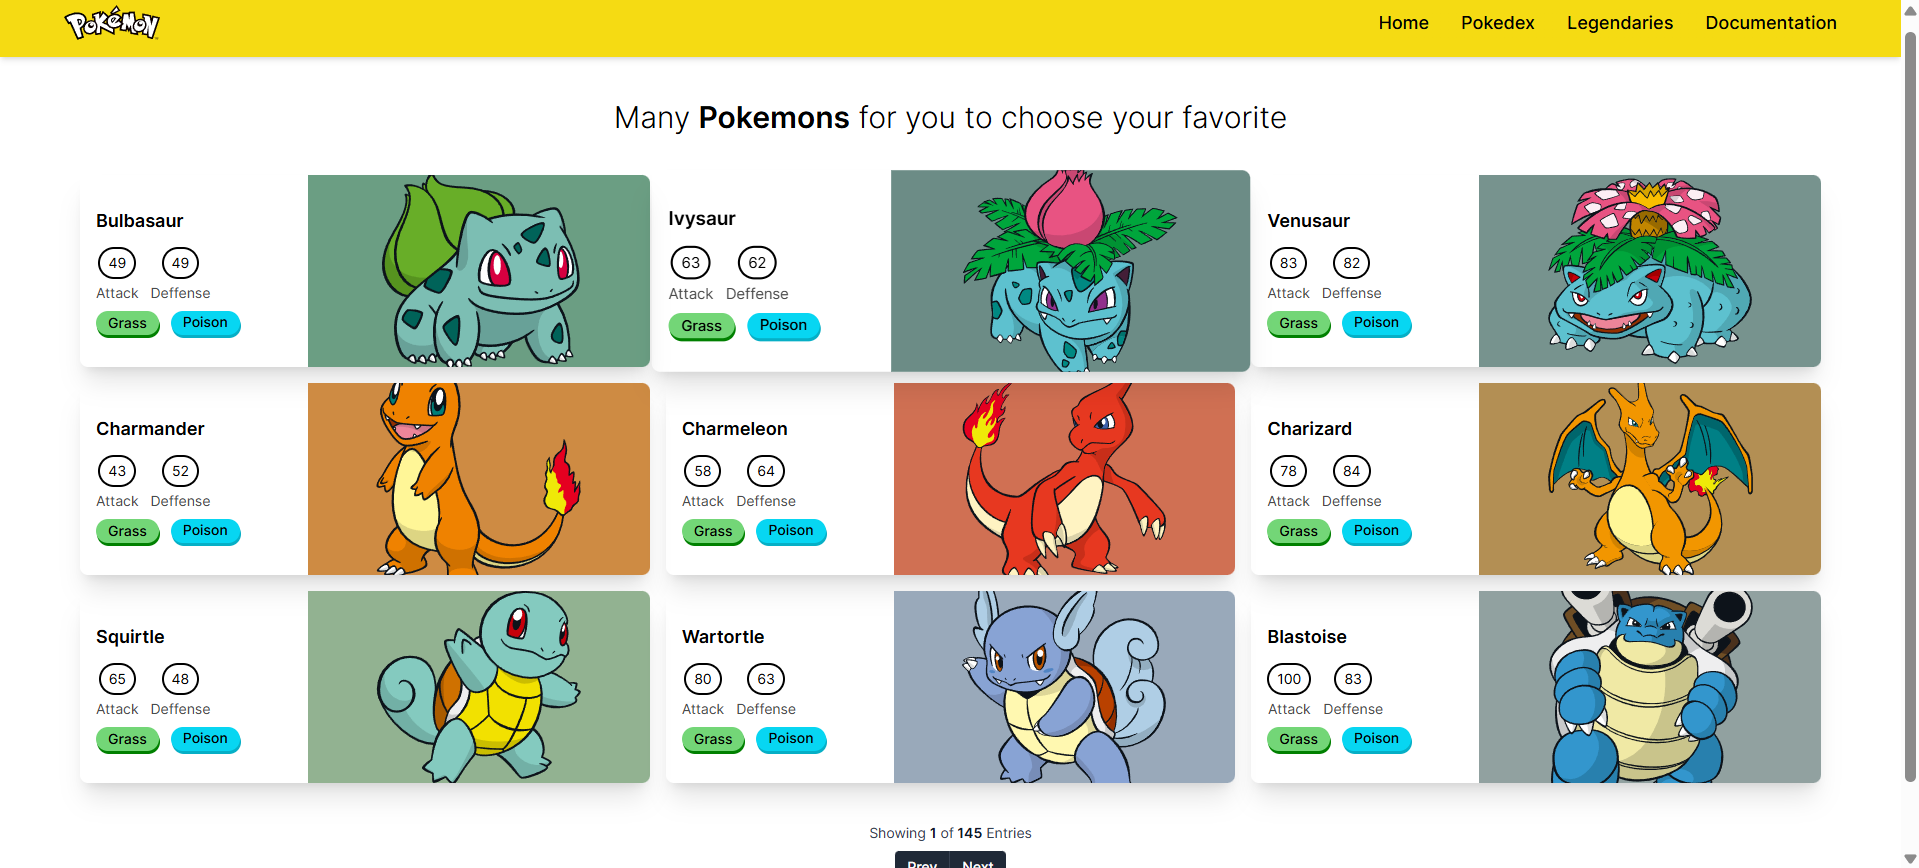 Pokémon
Home Pokedex Legendaries Documentation
Many Pokemons for you to choose your favorite
Bulbasaur
49 49
Attack Deffense
Grass Poison
Ivysaur
63 62
Attack Deffense
Grass Poison
Venusaur
83 82
Attack Deffense
Grass Poison
Charmander
43 52
Attack Deffense
Grass Poison
Charmeleon
58 64
Attack Deffense
Grass Poison
Charizard
78 84
Attack Deffense
Grass Poison
Squirtle
65 48
Attack Deffense
Grass Poison
Wartortle
80 63
Attack Deffense
Grass Poison
Blastoise
100 83
Attack Deffense
Grass Poison
Showing 1 of 145 Entries
Prev Next